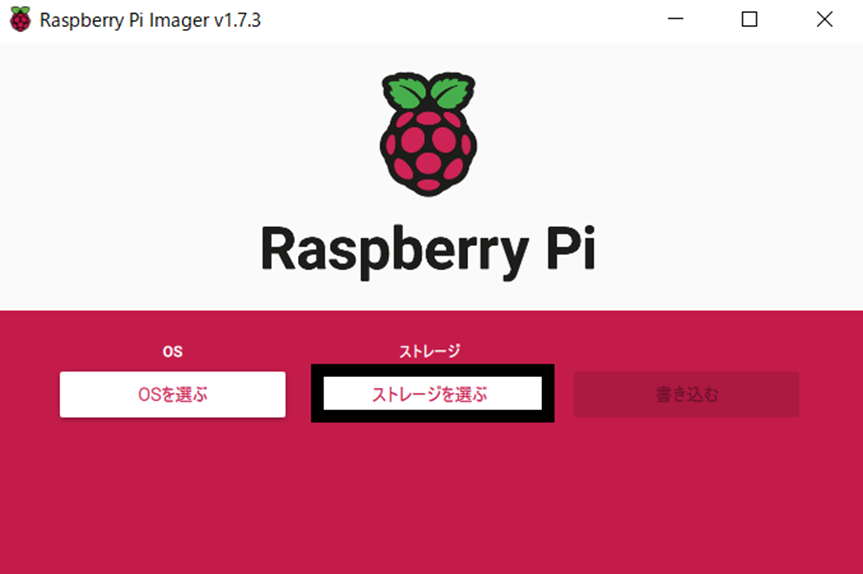 Raspberry Pi Imager v1.7.3
Raspberry Pi
OS
ストレージ
OSを選ぶ
ストレージを選ぶ
書き込む